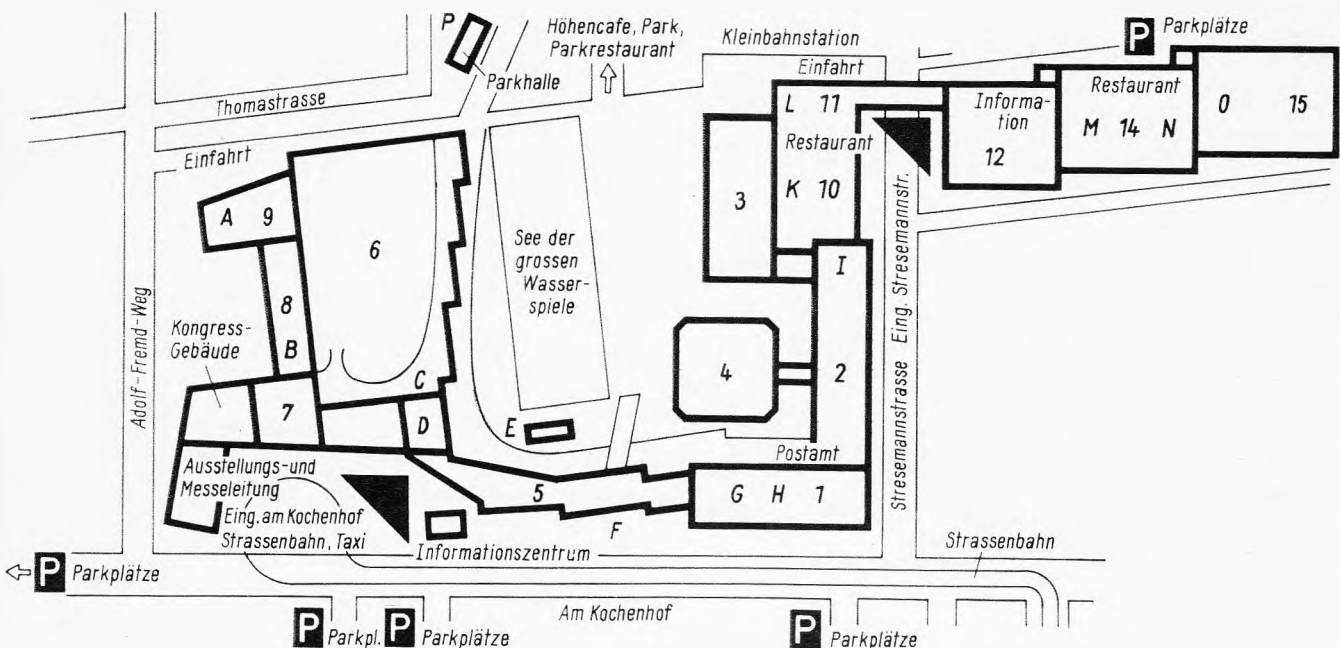 P
Parkhalle
Höhencafe, Park,
Parkrestaurant
Kleinbahnstation
Einfahrt
P Parkplätze
Thomastrasse
Einfahrt
L 11
Restaurant
K 10
Informa-
tion
12
Restaurant
M 14 N
O 15
A 9
6
3
See der
grossen
Wasser-
spiele
I
8
B
Kongress-
Gebäude
Adolf-Fremd-Weg
7
C
D
E
4
2
Stresemannstrasse Eing. Stresemannstr.
Postamt
Ausstellungs-und
Messeleitung
5
G H 1
F
Eing. am Kochenhof
Strassenbahn, Taxi
Informationszentrum
Strassenbahn
P Parkplätze
Am Kochenhof
P Parkpl.
P Parkplätze
P Parkplätze